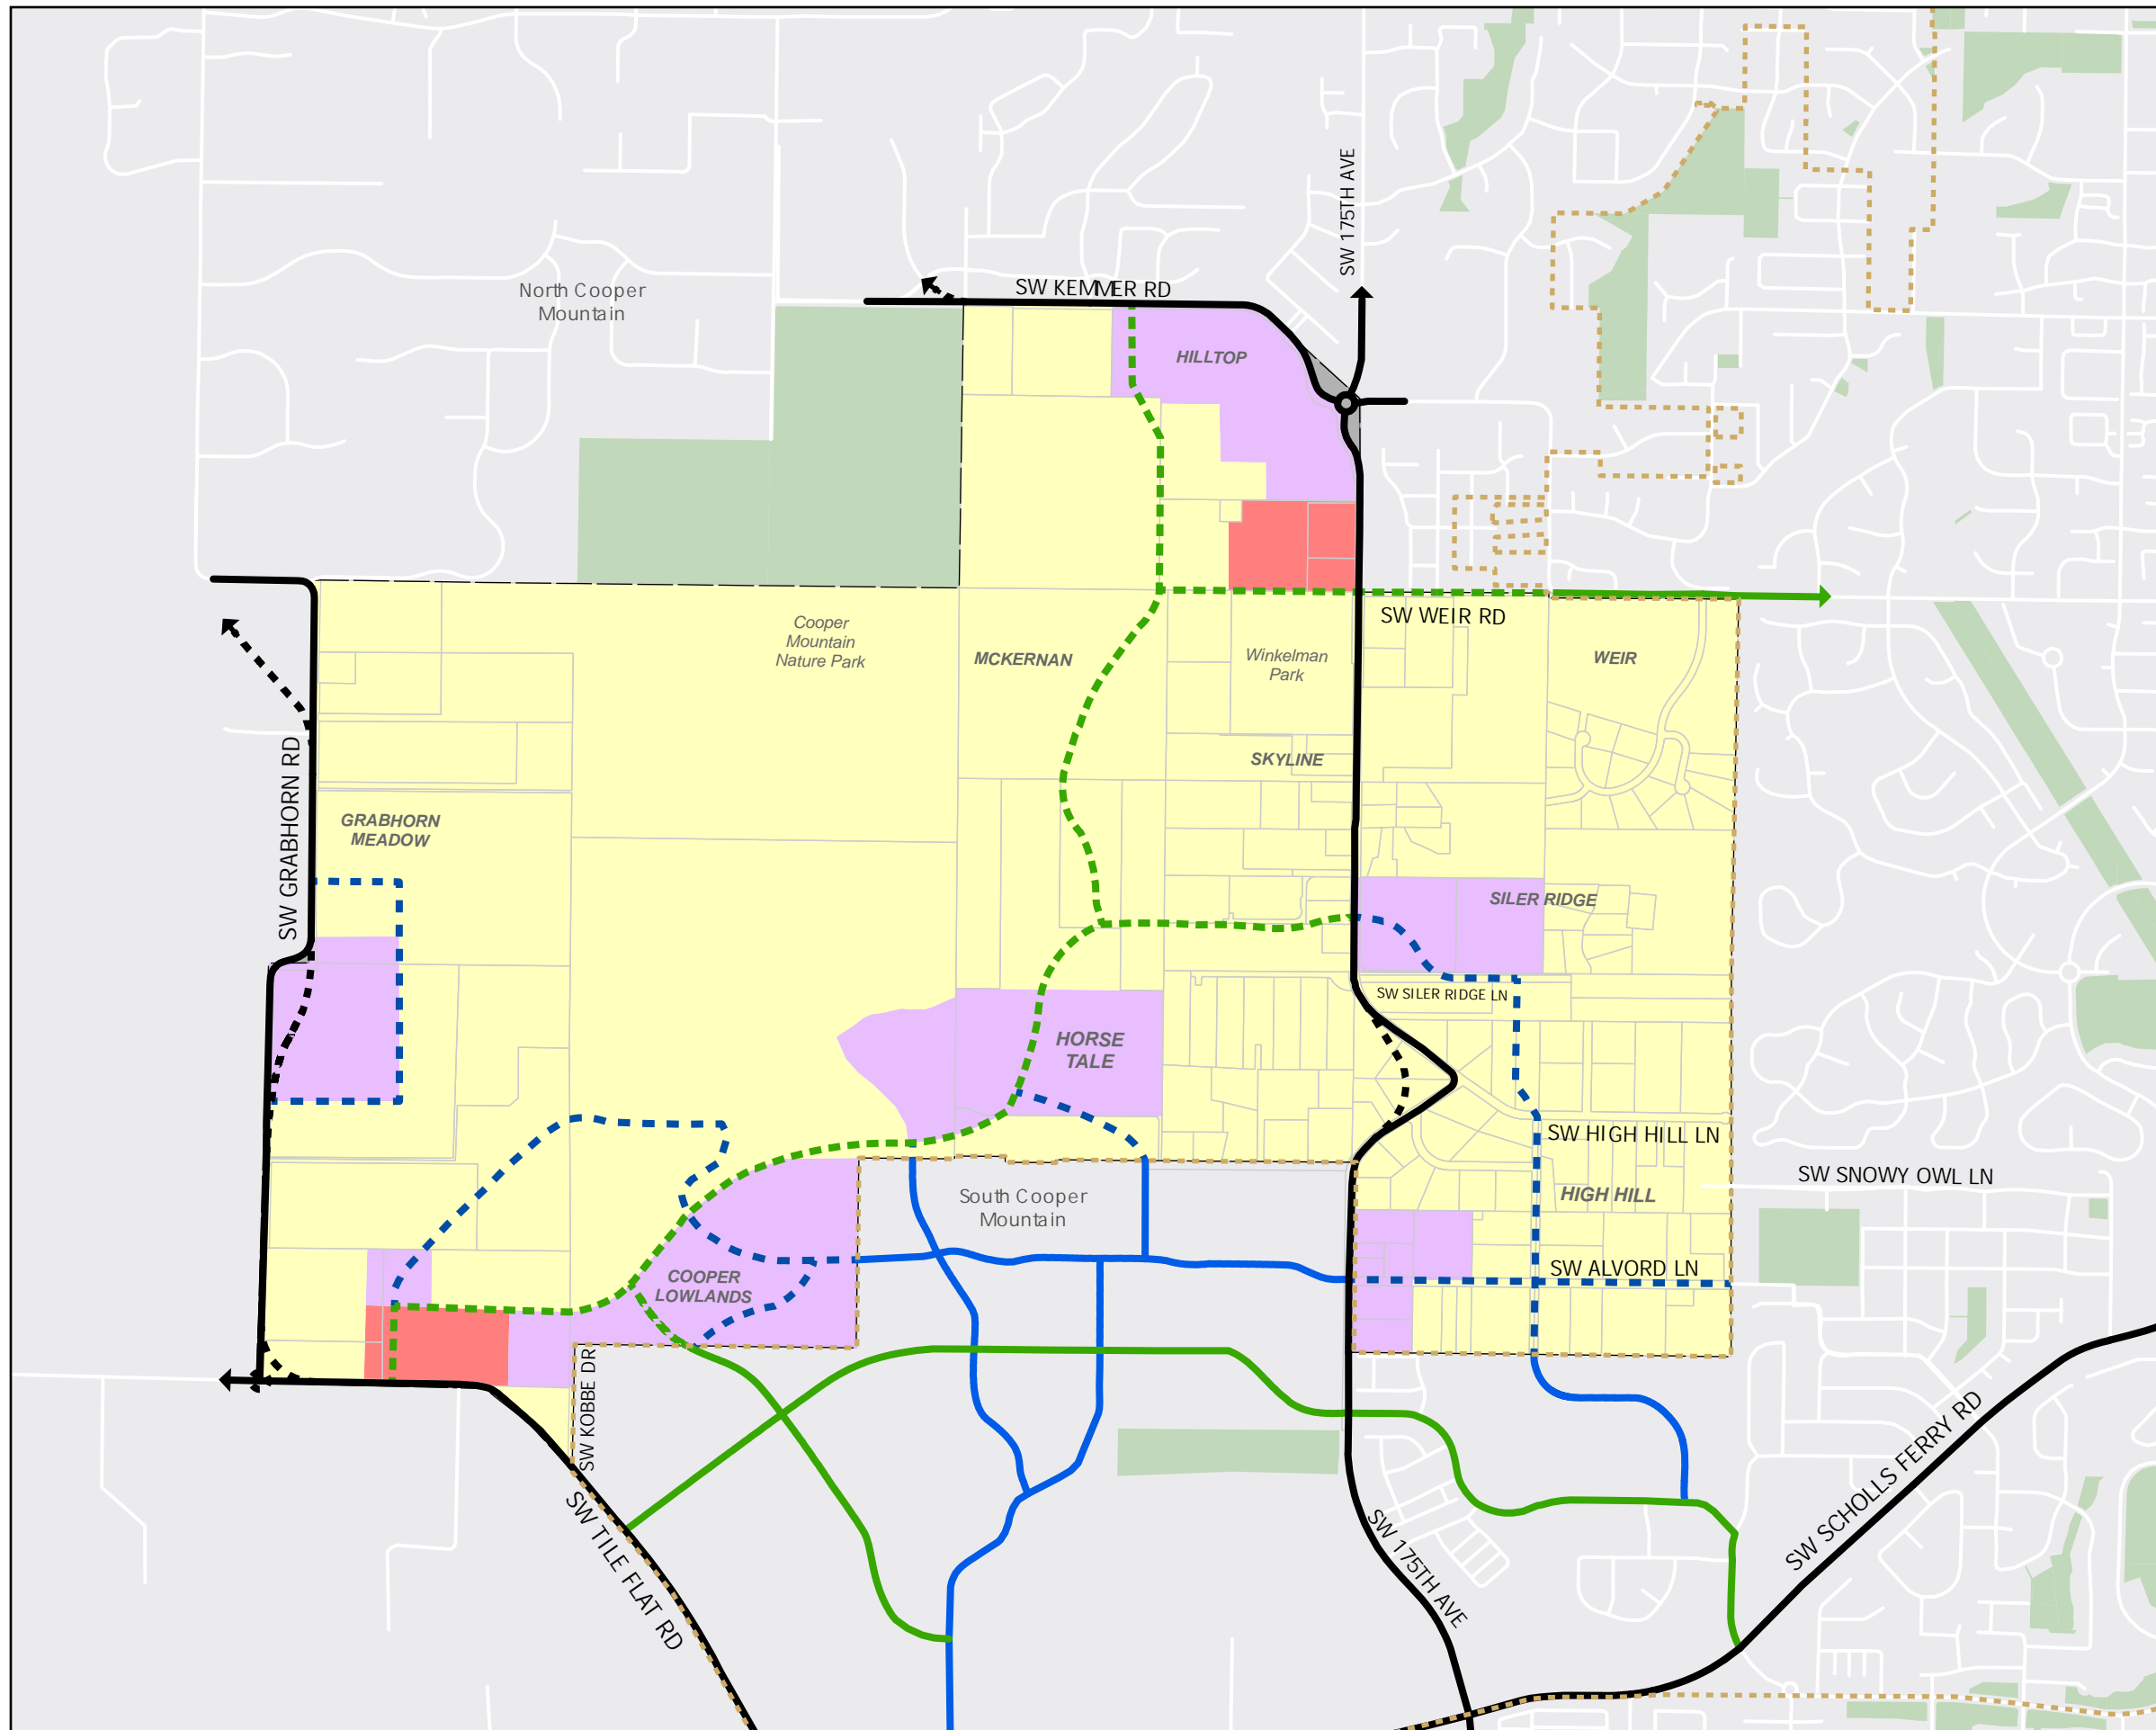 SW 175TH AVE
North Cooper
Mountain
SW KEMMER RD
HILLTOP
SW WEIR RD
Cooper
Mountain
Nature Park
MCKERNAN
Winkelman
Park
WEIR
SKYLINE
SW GRABHORN RD
GRABHORN
MEADOW
SILER RIDGE
SW SILER RIDGE LN
HORSE
TALE
SW HIGH HILL LN
SW SNOWY OWL LN
HIGH HILL
South Cooper
Mountain
SW ALVORD LN
COOPER
LOWLANDS
SW KOBBE DR
SW TILE FLAT RD
SW 175TH AVE
SW SCHOLLS FERRY RD